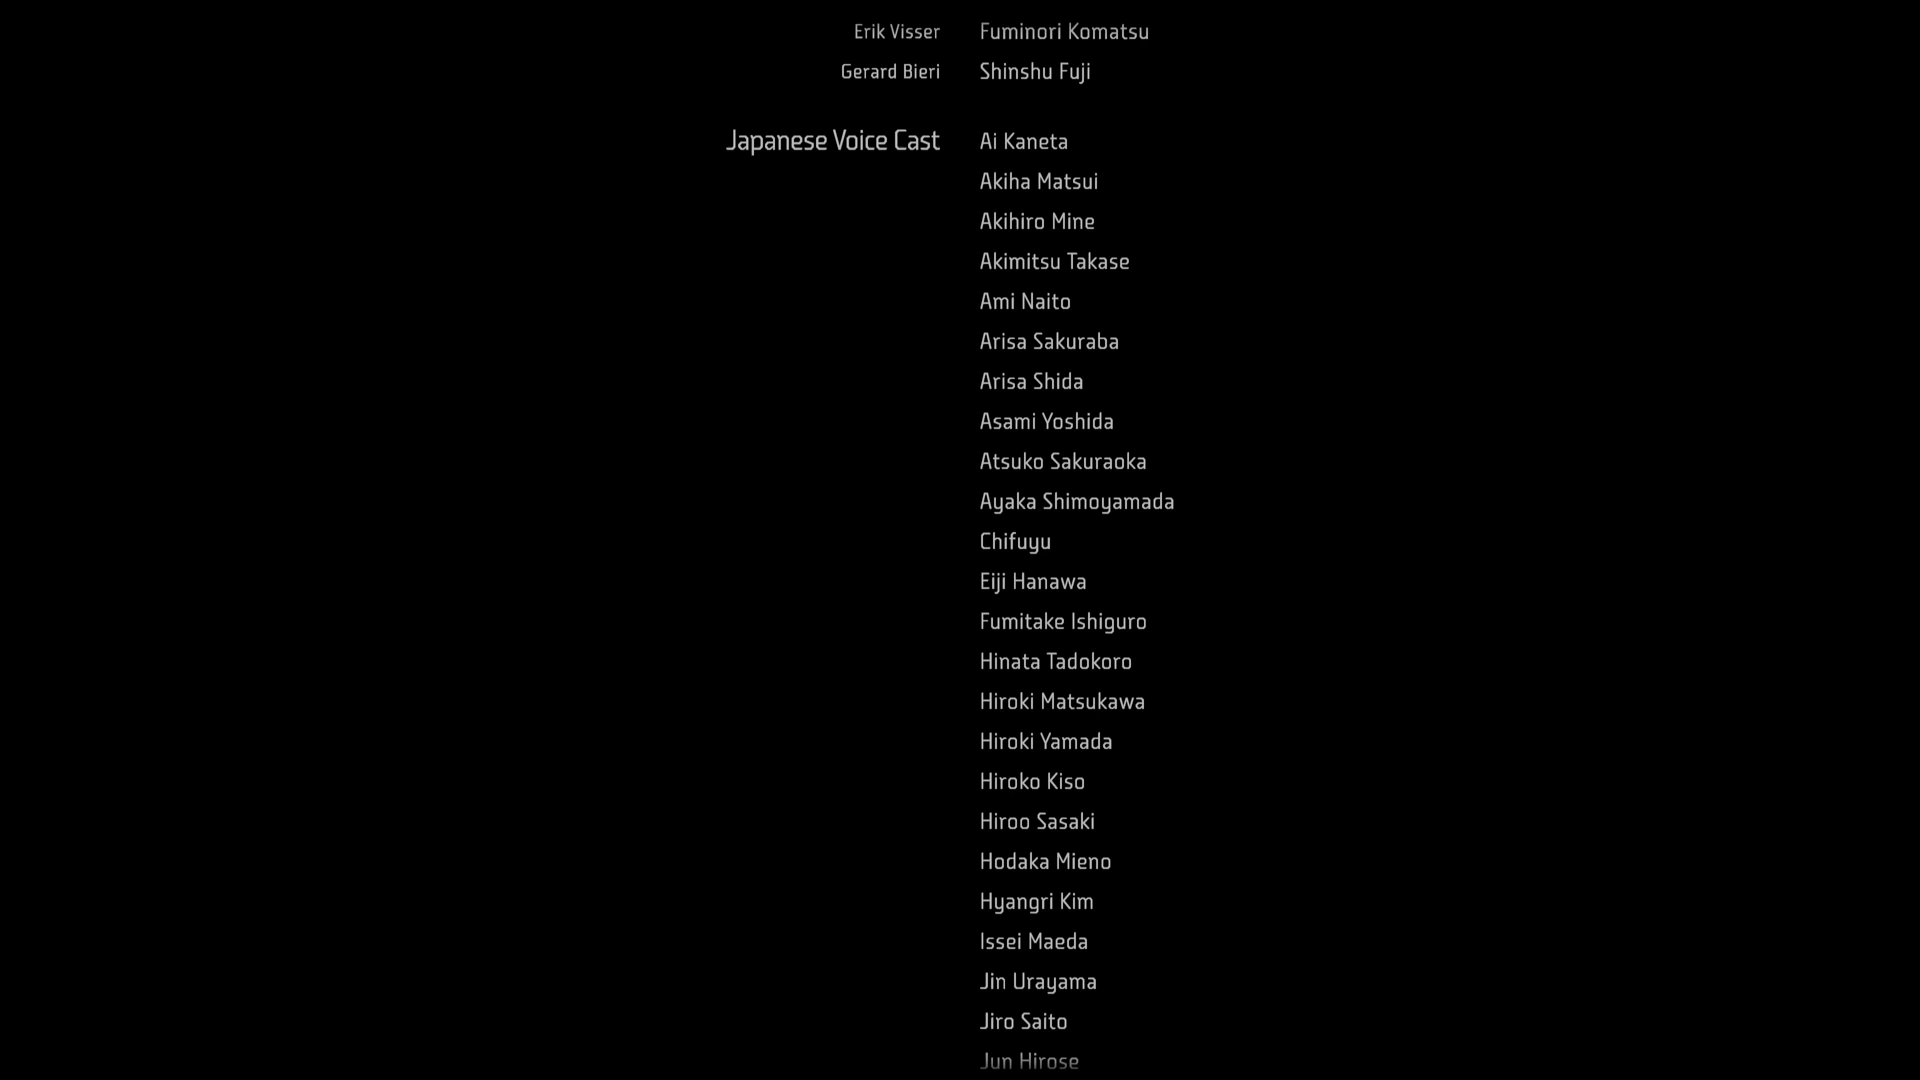 Erik Visser Fuminori Komatsu
Gerard Bieri Shinshu Fuji
Japanese Voice Cast Ai Kaneta
Akiha Matsui
Akihiro Mine
Akimitsu Takase
Ami Naito
Arisa Sakuraba
Arisa Shida
Asami Yoshida
Atsuko Sakuraoka
Ayaka Shimoyamada
Chifuyu
Eiji Hanawa
Fumitake Ishiguro
Hinata Tadokoro
Hiroki Matsukawa
Hiroki Yamada
Hiroko Kiso
Hiroo Sasaki
Hodaka Mieno
Hyangri Kim
Issei Maeda
Jin Urayama
Jiro Saito
Jun Hirose